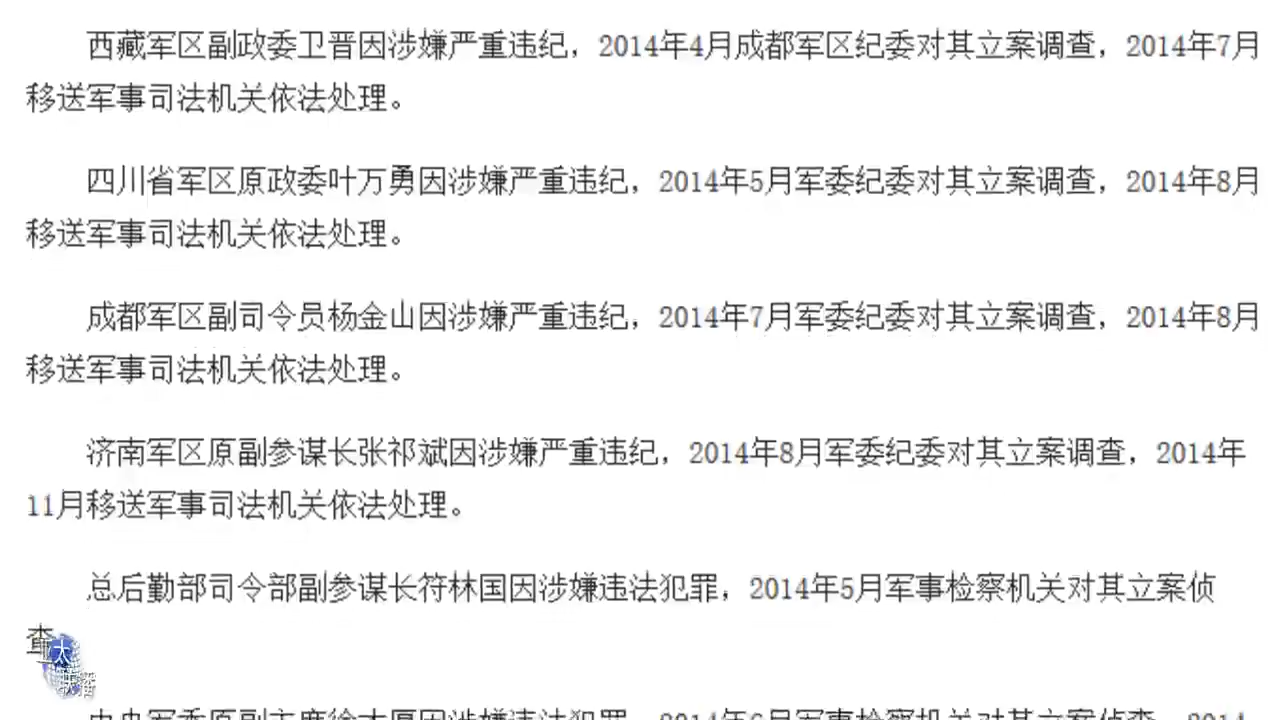 西藏军区副政委卫晋因涉嫌严重违纪，2014年4月成都军区纪委对其立案调查，2014年7月
移送军事司法机关依法处理。
四川省军区原政委叶万勇因涉嫌严重违纪，2014年5月军委纪委对其立案调查，2014年8月
移送军事司法机关依法处理。
成都军区副司令员杨金山因涉嫌严重违纪，2014年7月军委纪委对其立案调查，2014年8月
移送军事司法机关依法处理。
济南军区原副参谋长张祁斌因涉嫌严重违纪，2014年8月军委纪委对其立案调查，2014年
11月移送军事司法机关依法处理。
总后勤部司令部副参谋长符林国因涉嫌违法犯罪，2014年5月军事检察机关对其立案侦
查
太
联播